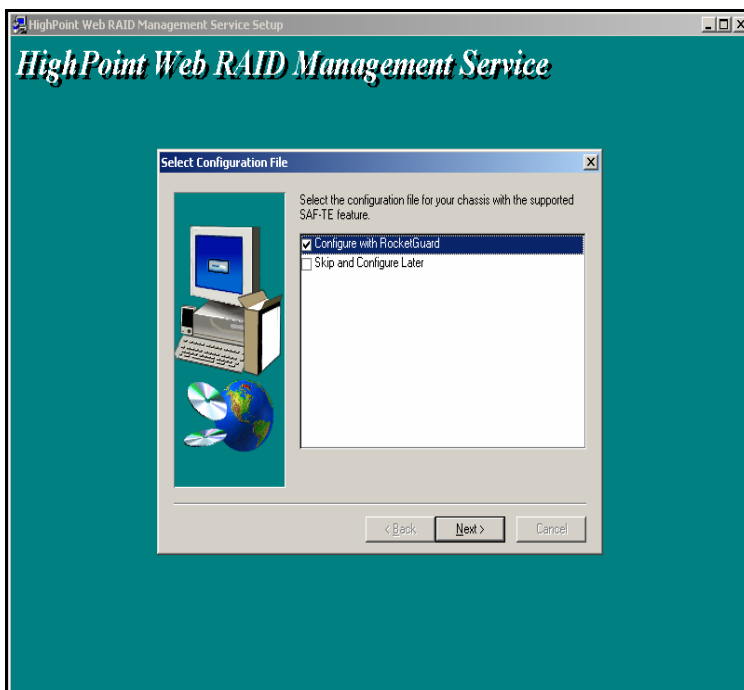 HighPoint Web RAID Management Service Setup
HighPoint Web RAID Management Service
Select Configuration File
Select the configuration file for your chassis with the supported
SAF-TE feature.
Configure with RocketGuard
Skip and Configure Later
< Back
Next >
Cancel